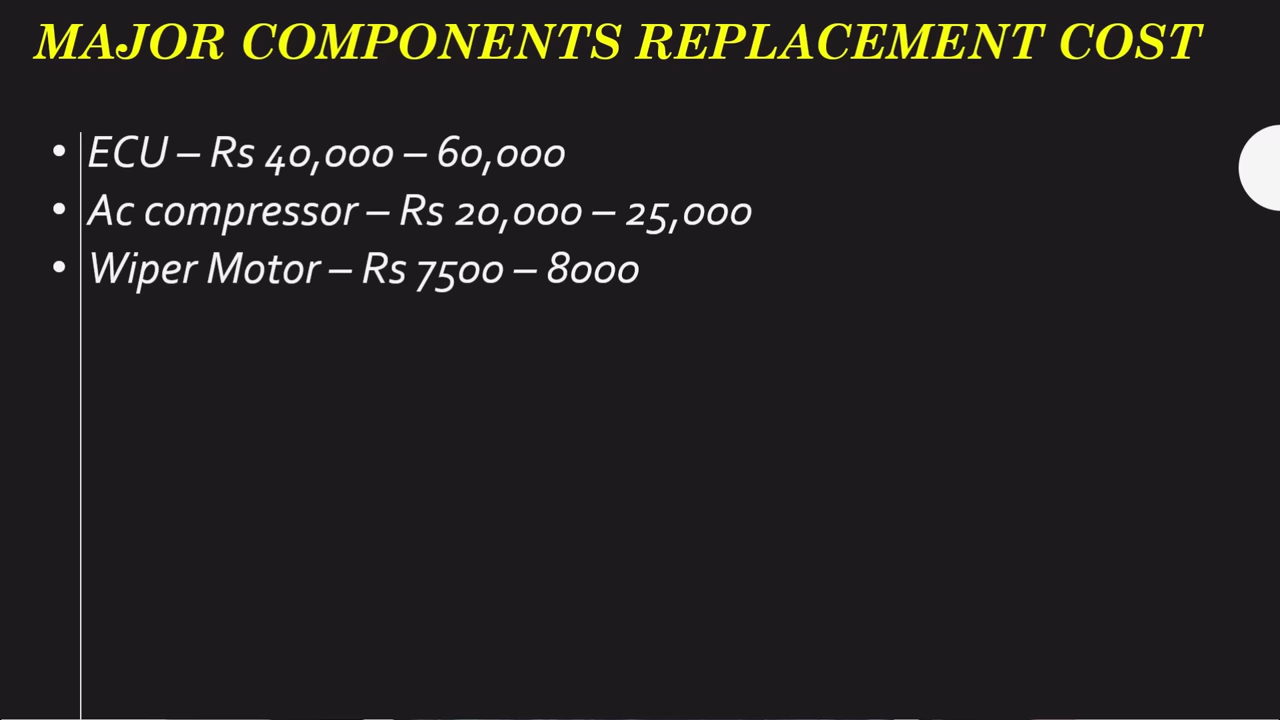 MAJOR COMPONENTS REPLACEMENT COST
• ECU – Rs 40,000 – 60,000
• Ac compressor – Rs 20,000 – 25,000
• Wiper Motor – Rs 7500 – 8000